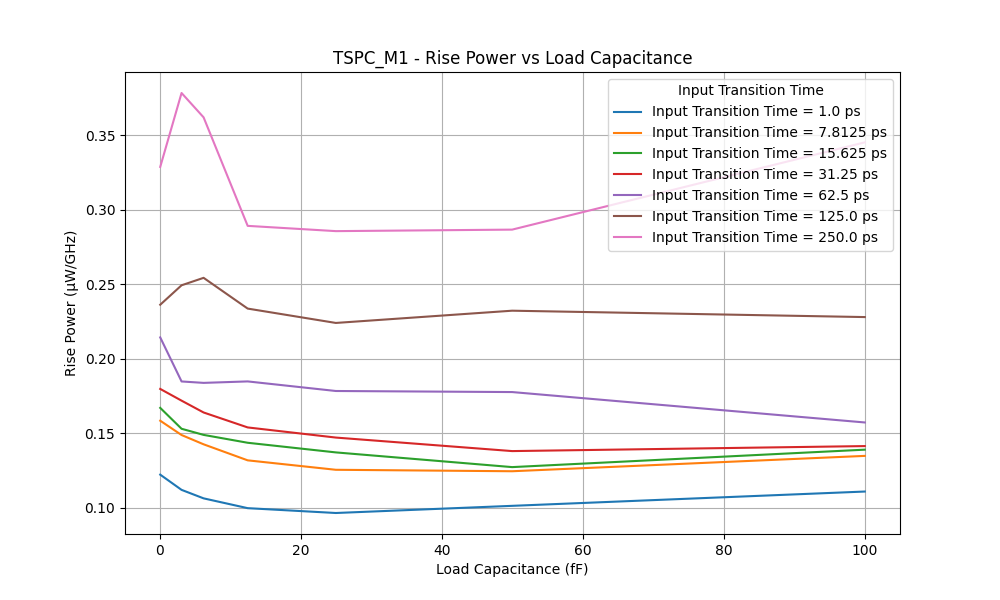 TSPC_M1 - Rise Power vs Load Capacitance
Input Transition Time
Input Transition Time = 1.0 ps
Input Transition Time = 7.8125 ps
Input Transition Time = 15.625 ps
Input Transition Time = 31.25 ps
Input Transition Time = 62.5 ps
Input Transition Time = 125.0 ps
Input Transition Time = 250.0 ps
Rise Power (μW/GHz)
0.35
0.30
0.25
0.20
0.15
0.10
0 20 40 60 80 100
Load Capacitance (fF)